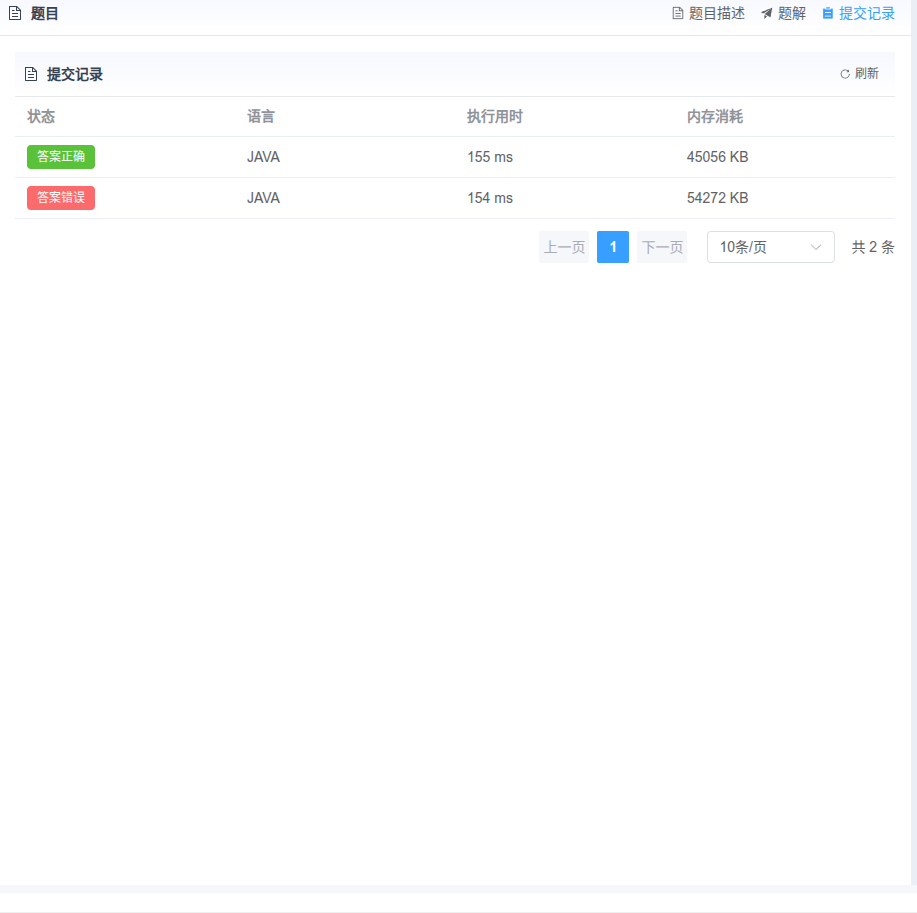 题目 题目描述 题解 提交记录
提交记录 刷新
状态 语言 执行用时 内存消耗
答案正确 JAVA 155 ms 45056 KB
答案错误 JAVA 154 ms 54272 KB
上一页 1 下一页 10条/页 共 2 条